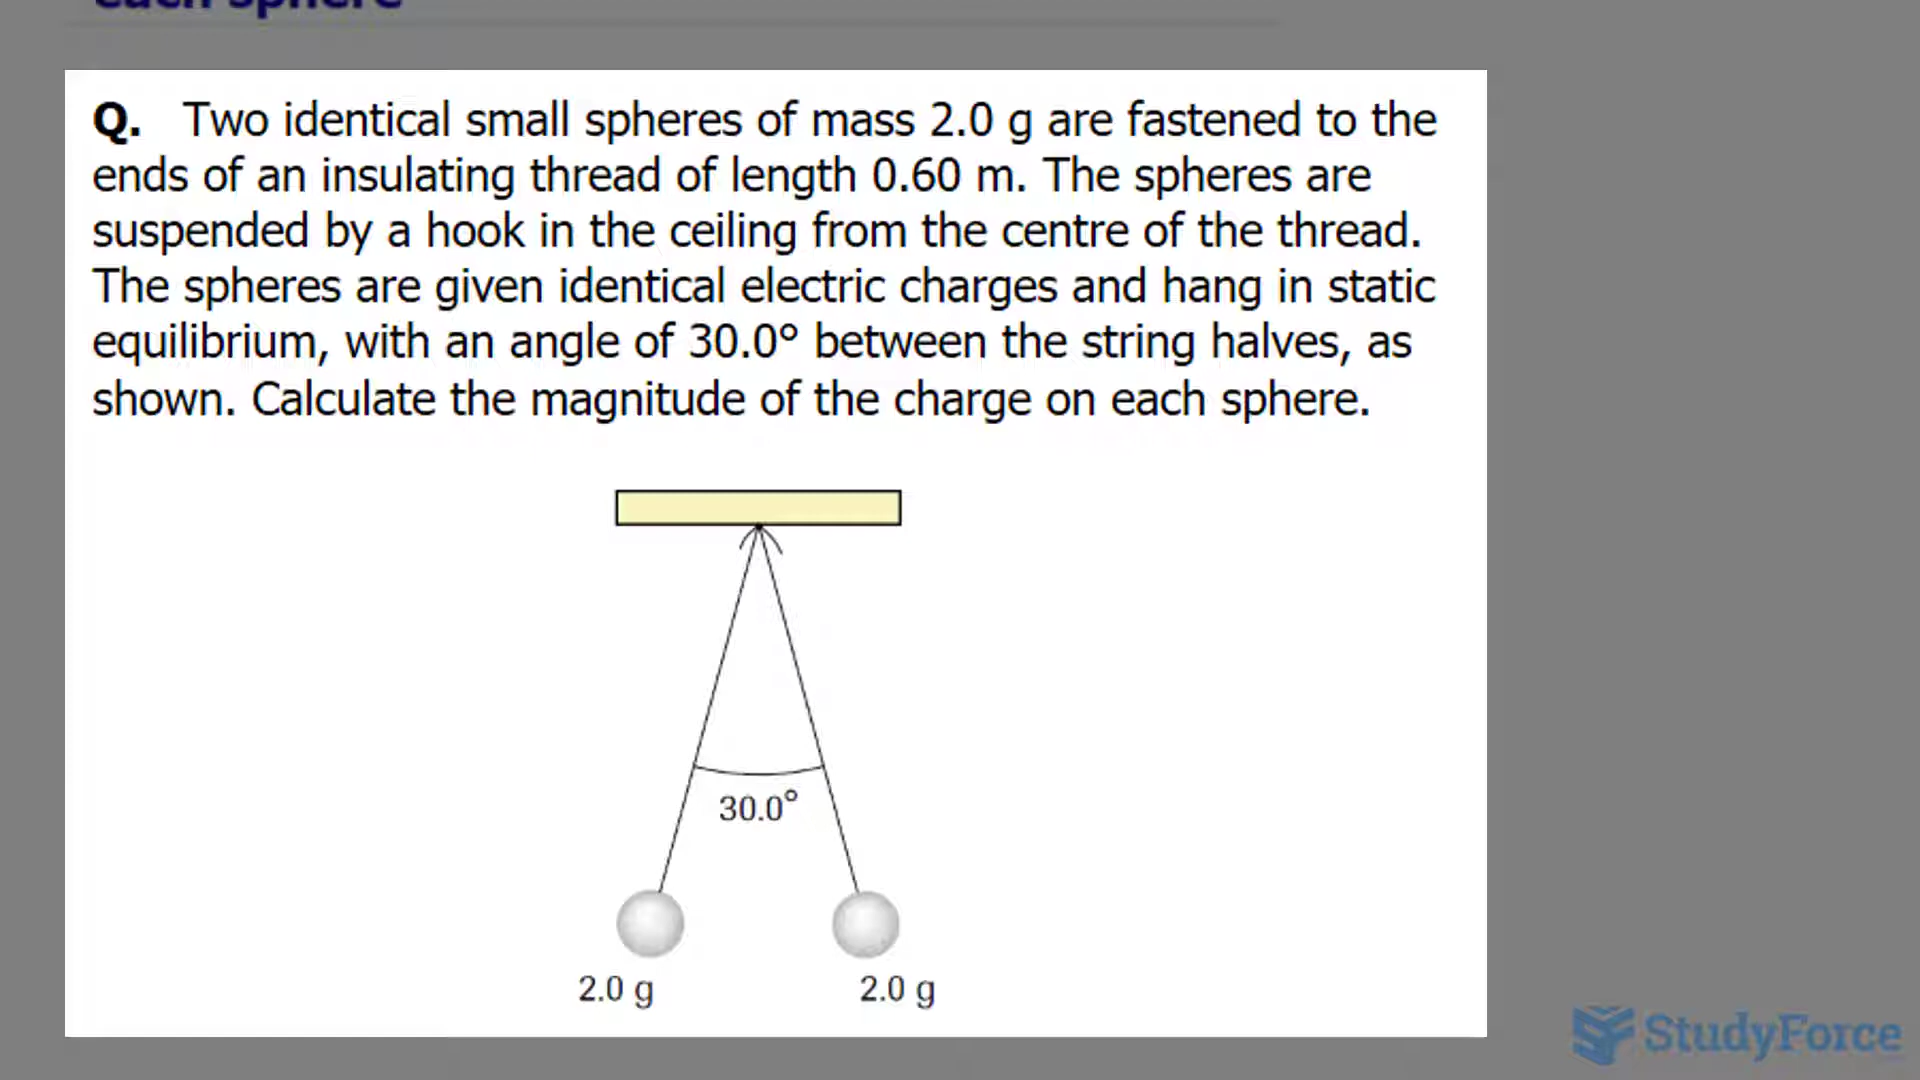 each sphere
Q. Two identical small spheres of mass 2.0 g are fastened to the
ends of an insulating thread of length 0.60 m. The spheres are
suspended by a hook in the ceiling from the centre of the thread.
The spheres are given identical electric charges and hang in static
equilibrium, with an angle of 30.0° between the string halves, as
shown. Calculate the magnitude of the charge on each sphere.
30.0°
2.0 g 2.0 g
StudyForce